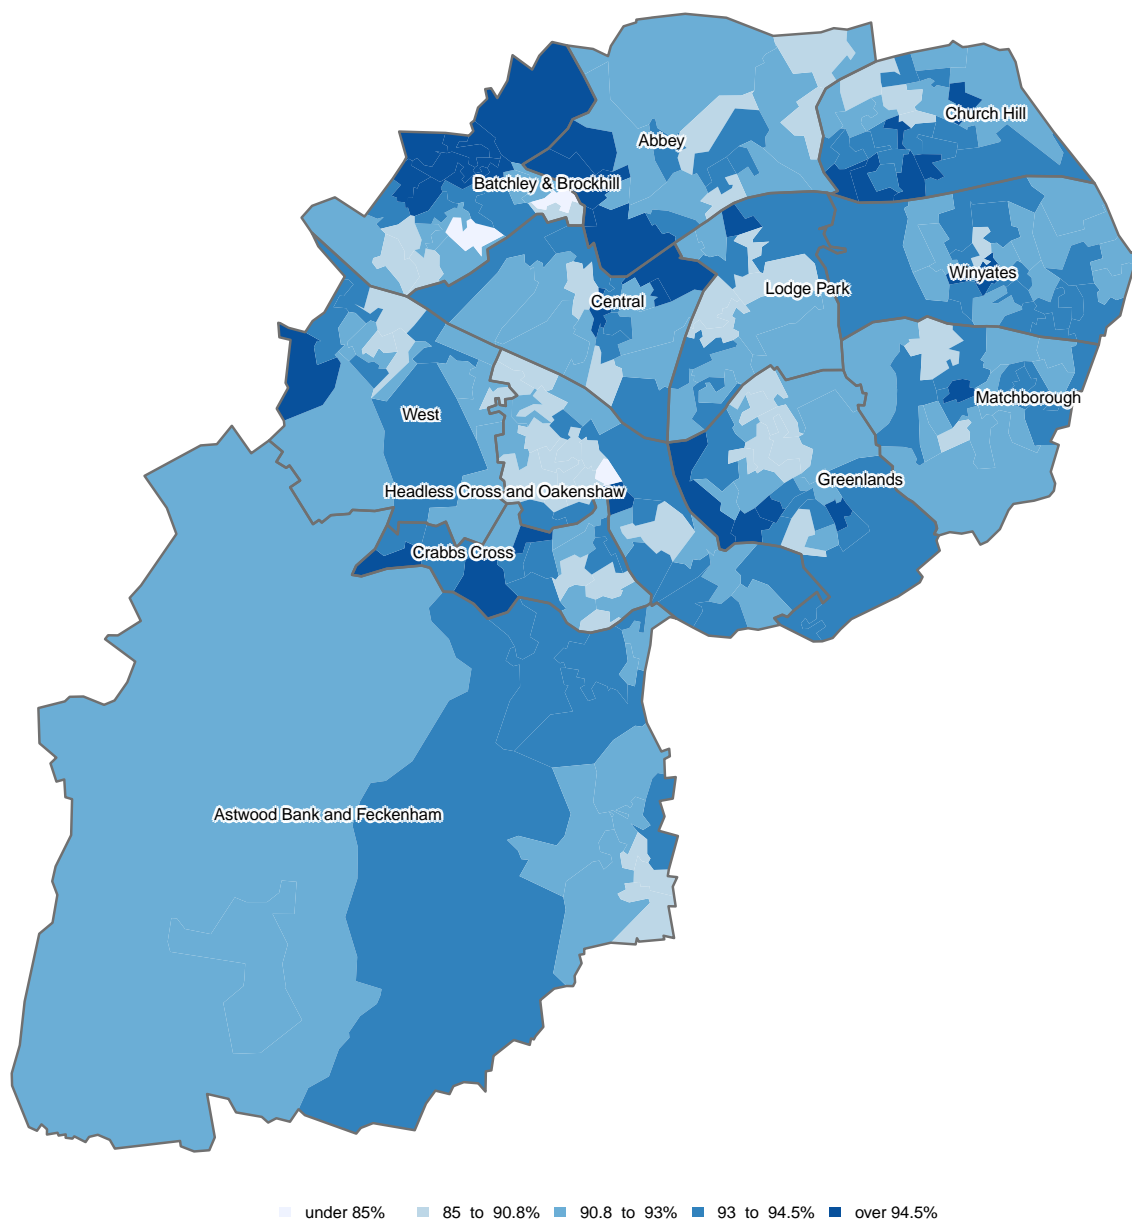 Church Hill
Abbey
Batchley & Brockhill
Winyates
Lodge Park
Central
Matchborough
West
Greenlands
Headless Cross and Oakenshaw
Crabbs Cross
Astwood Bank and Feckenham
under 85% 85 to 90.8% 90.8 to 93% 93 to 94.5% over 94.5%